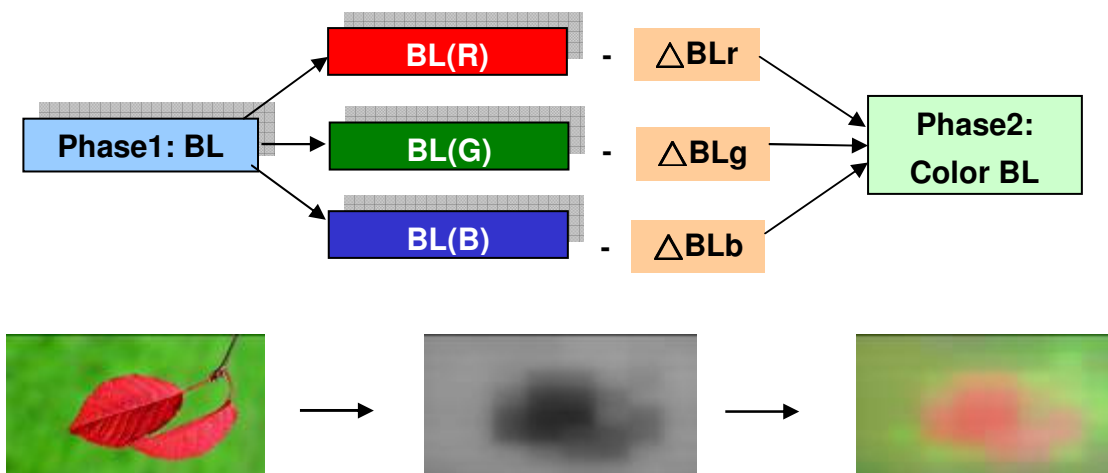 BL(R) - △BLr
Phase1: BL
BL(G) - △BLg
Phase2:
Color BL
BL(B) - △BLb